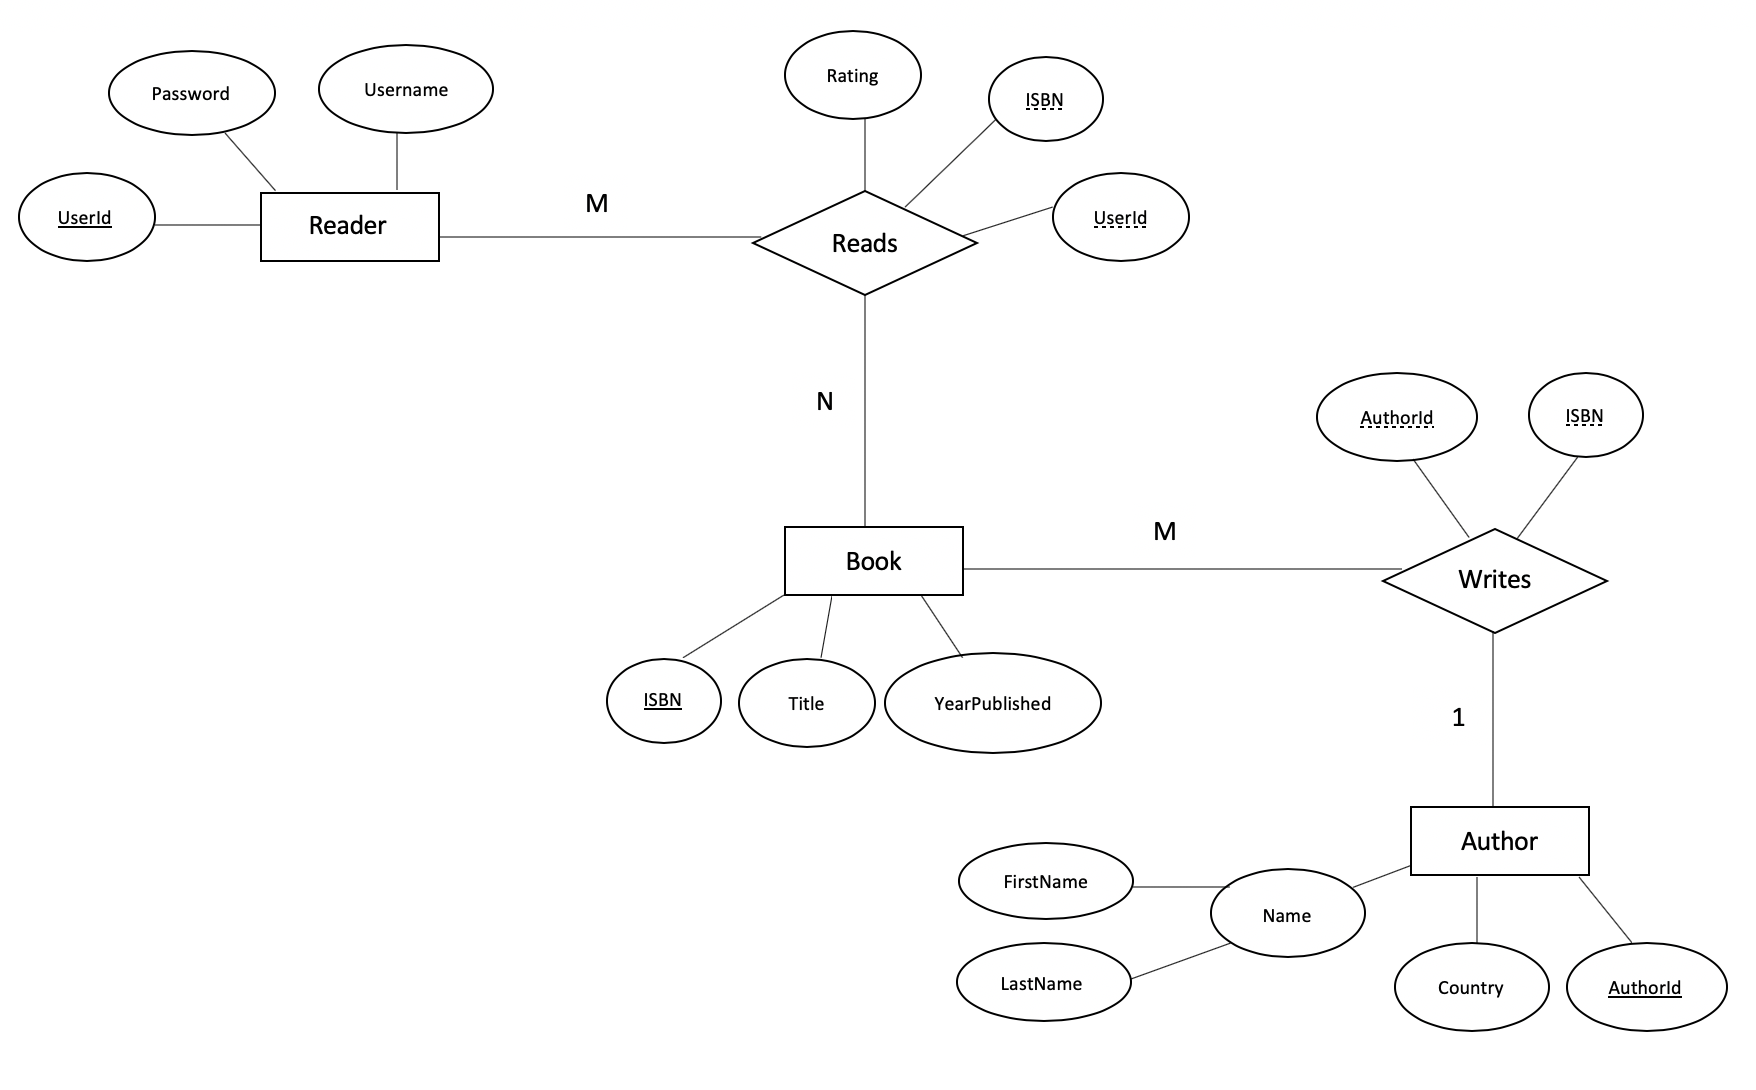 Password
Username
Rating
ISBN
UserId
Reader
M
Reads
UserId
N
AuthorId
ISBN
Book
M
Writes
ISBN
Title
YearPublished
1
Author
FirstName
Name
LastName
Country
AuthorId